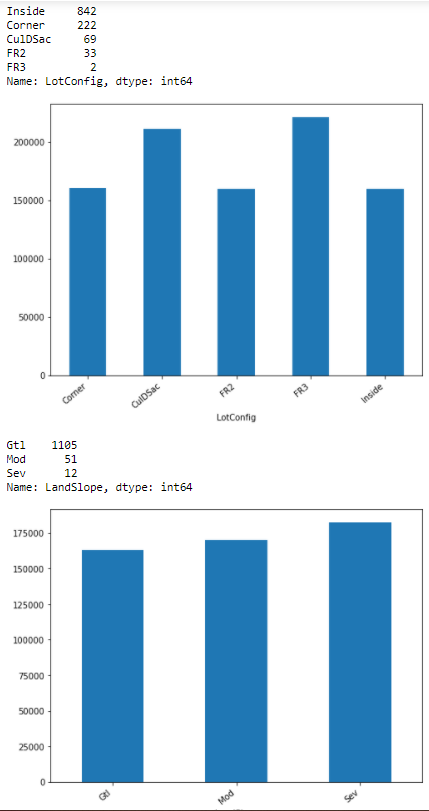 Inside 842
Corner 222
CulDSac 69
FR2 33
FR3 2
Name: LotConfig, dtype: int64
200000
150000
100000
50000
0
Corner CulDSac FR2 FR3 Inside
LotConfig
Gtl 1105
Mod 51
Sev 12
Name: LandSlope, dtype: int64
175000
150000
125000
100000
75000
50000
25000
0
Gtl Mod Sev